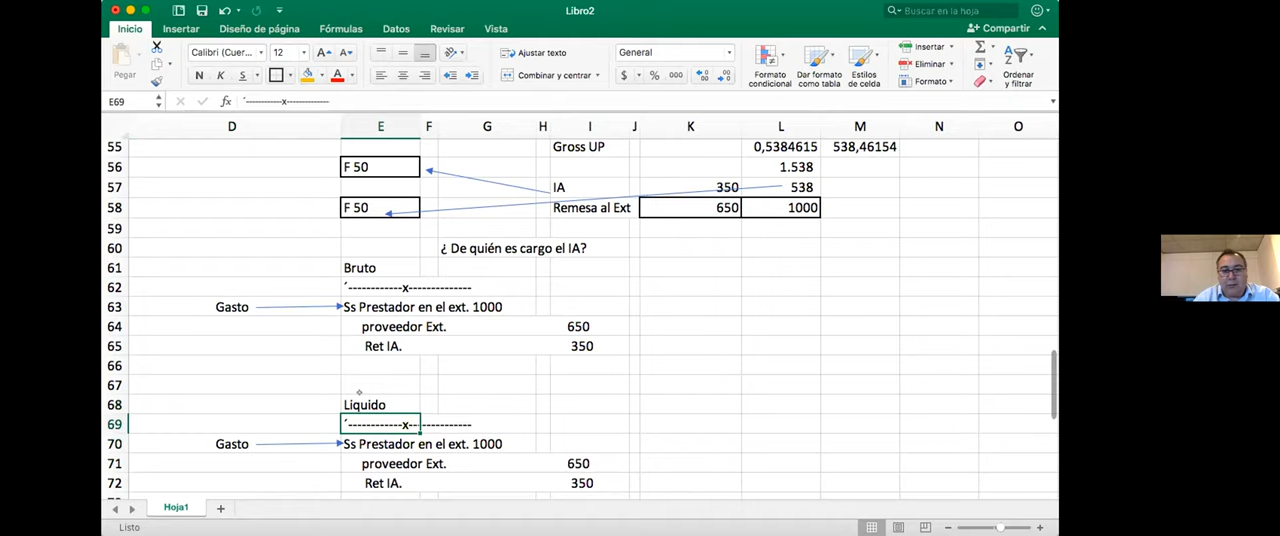 Libro2
Buscar en la hoja
Inicio Insertar Diseño de página Fórmulas Datos Revisar Vista
Compartir
Pegar
Calibri (Cuer... 12
N K S
Ajustar texto
Combinar y centrar
General
$ % 000
Formato condicional
Dar formato como tabla
Estilos de celda
Insertar
Eliminar
Formato
Ordenar y filtrar
E69 fx ´------------x-------------
D E F G H I J K L M N O
55 Gross UP 0,5384615 538,46154
56 F 50 1.538
57 IA 350 538
58 F 50 Remesa al Ext 650 1000
59
60 ¿ De quién es cargo el IA?
61 Bruto
62 ´------------x-------------
63 Gasto Ss Prestador en el ext. 1000
64 proveedor Ext. 650
65 Ret IA. 350
66
67
68 Liquido
69 ´------------x-------------
70 Gasto Ss Prestador en el ext. 1000
71 proveedor Ext. 650
72 Ret IA. 350
Hoja1
Listo